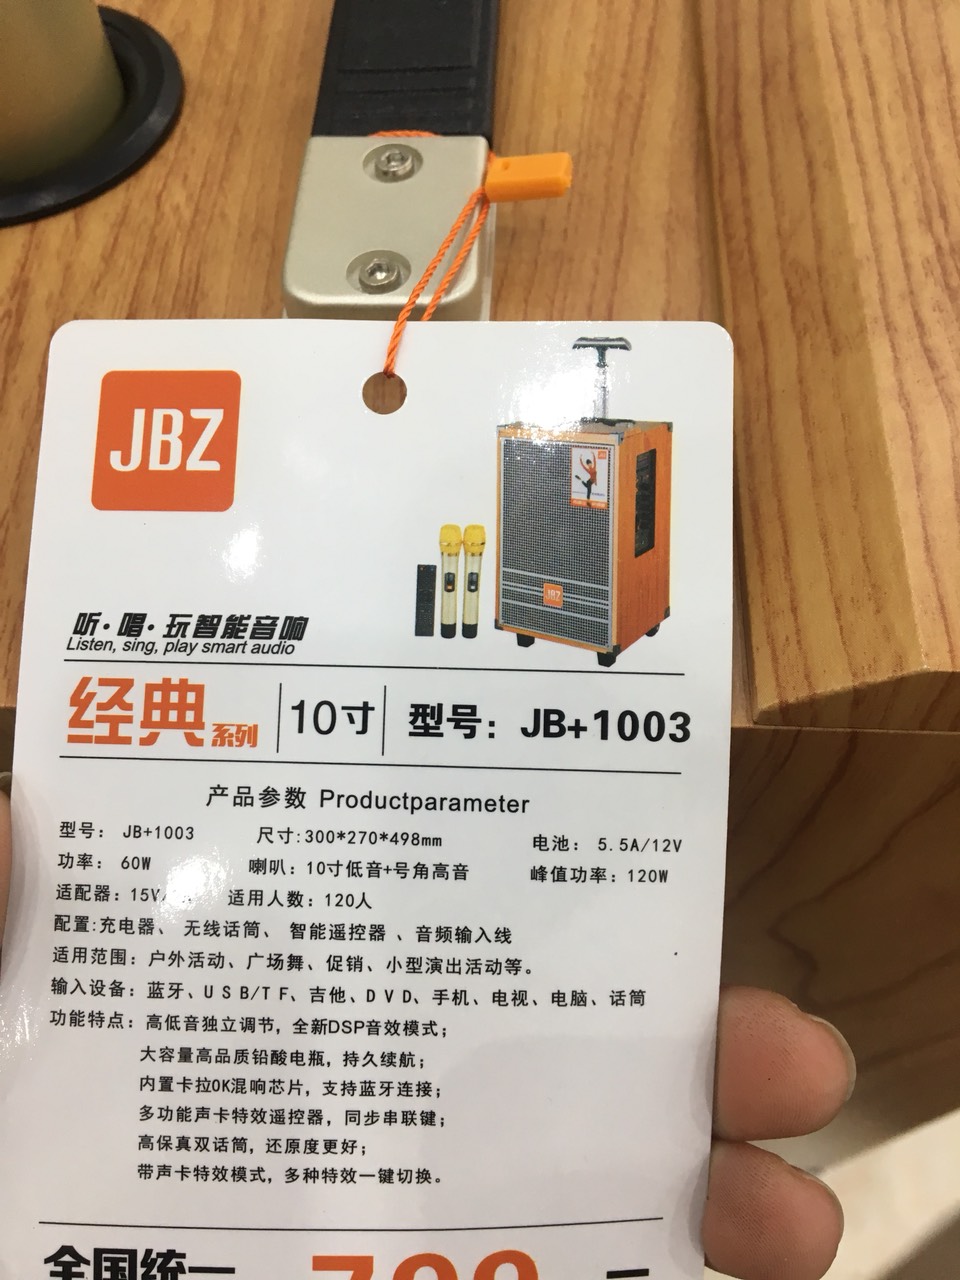 JBZ
JBZ
听·唱·玩智能音响
Listen, sing, play smart audio
经典系列 10寸 型号：JB+1003
产品参数 Productparameter
型号： JB+1003 尺寸:300*270*498mm 电池： 5.5A/12V
功率： 60W 喇叭：10寸低音+号角高音 峰值功率：120W
适配器：15V/ 适用人数：120人
配置:充电器、 无线话筒、 智能遥控器 、音频输入线
适用范围：户外活动、广场舞、促销、小型演出活动等。
输入设备：蓝牙、USB/TF、吉他、DVD、手机、电视、电脑、话筒
功能特点：高低音独立调节，全新DSP音效模式；
大容量高品质铅酸电瓶，持久续航；
内置卡拉OK混响芯片，支持蓝牙连接；
多功能声卡特效遥控器，同步串联键；
高保真双话筒，还原度更好；
带声卡特效模式，多种特效一键切换。
全国统一